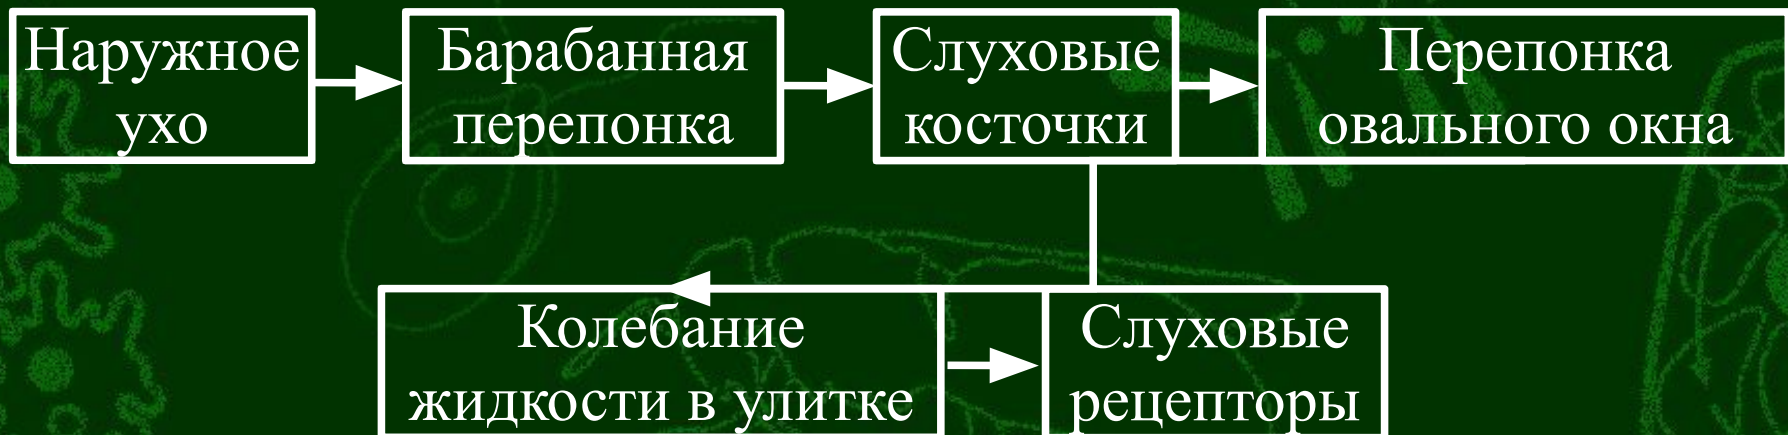 Наружное
ухо
Барабанная
перепонка
Слуховые
косточки
Перепонка
овального окна
Колебание
жидкости в улитке
Слуховые
рецепторы